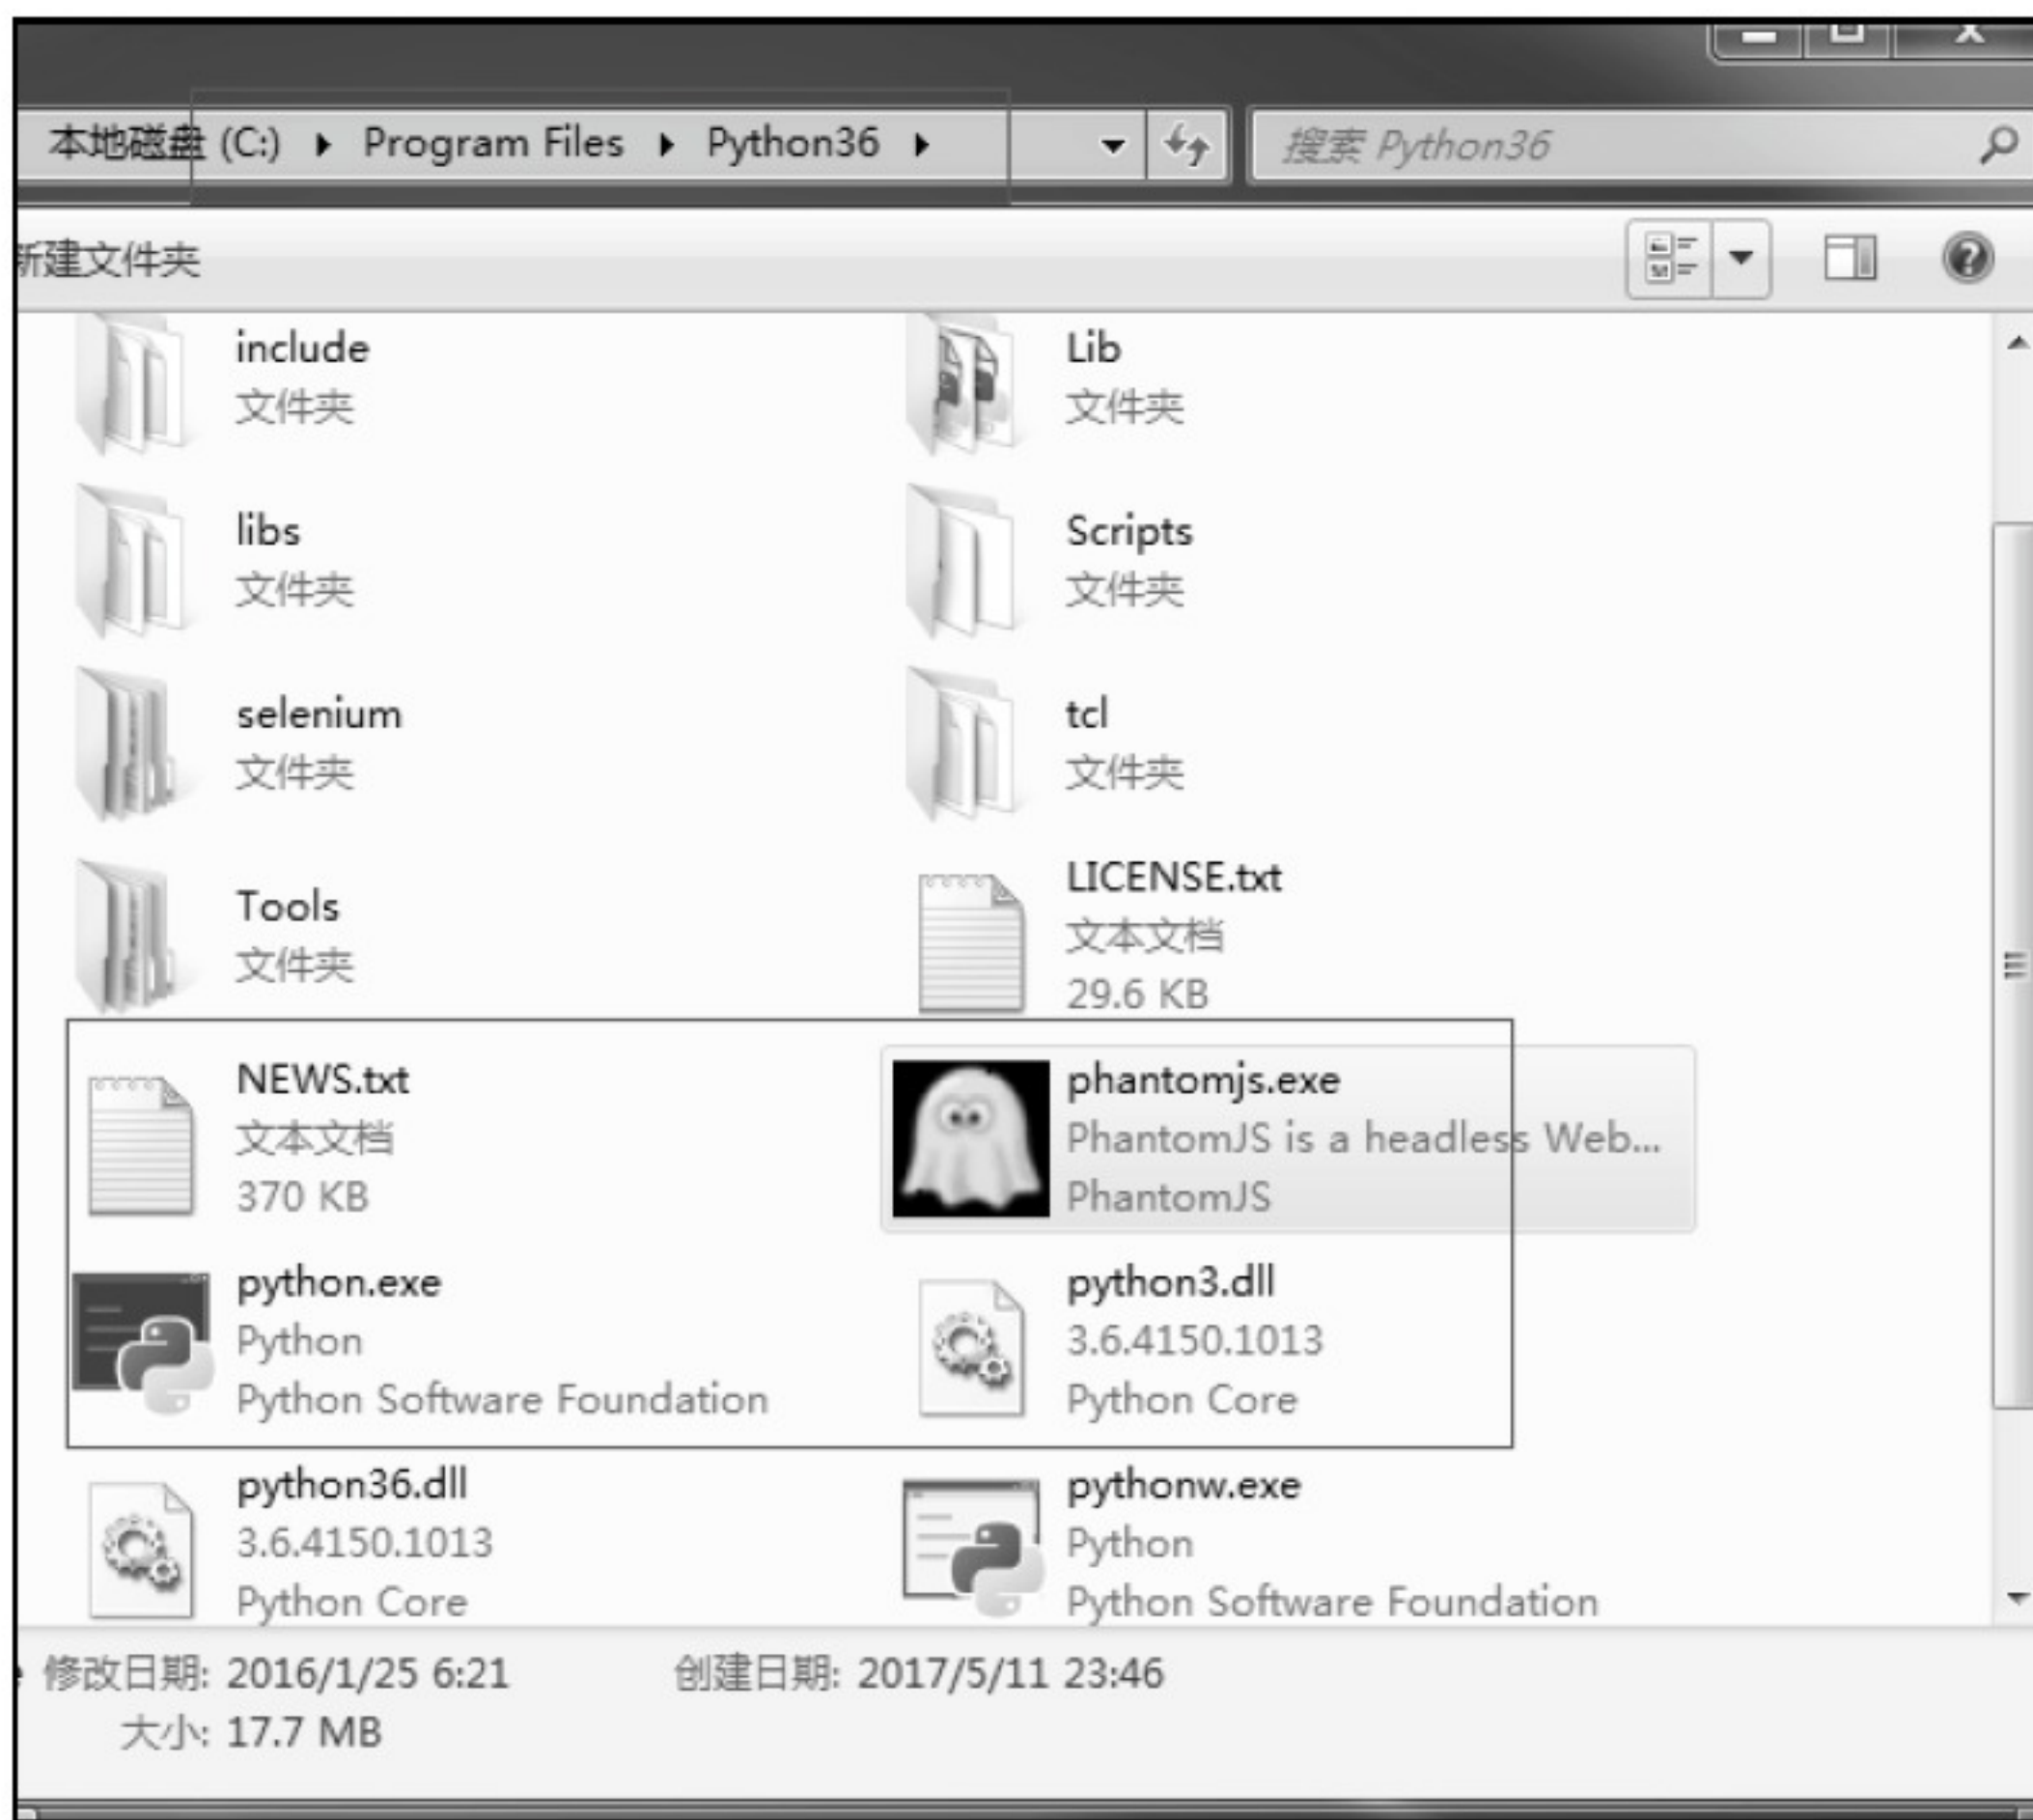 本地磁盘 (C:) Program Files Python36 搜索 Python36
新建文件夹
include
文件夹
Lib
文件夹
libs
文件夹
Scripts
文件夹
selenium
文件夹
tcl
文件夹
Tools
文件夹
LICENSE.txt
文本文档
29.6 KB
NEWS.txt
文本文档
370 KB
phantomjs.exe
PhantomJS is a headless Web...
PhantomJS
python.exe
Python
Python Software Foundation
python3.dll
3.6.4150.1013
Python Core
python36.dll
3.6.4150.1013
Python Core
pythonw.exe
Python
Python Software Foundation
修改日期: 2016/1/25 6:21 创建日期: 2017/5/11 23:46
大小: 17.7 MB